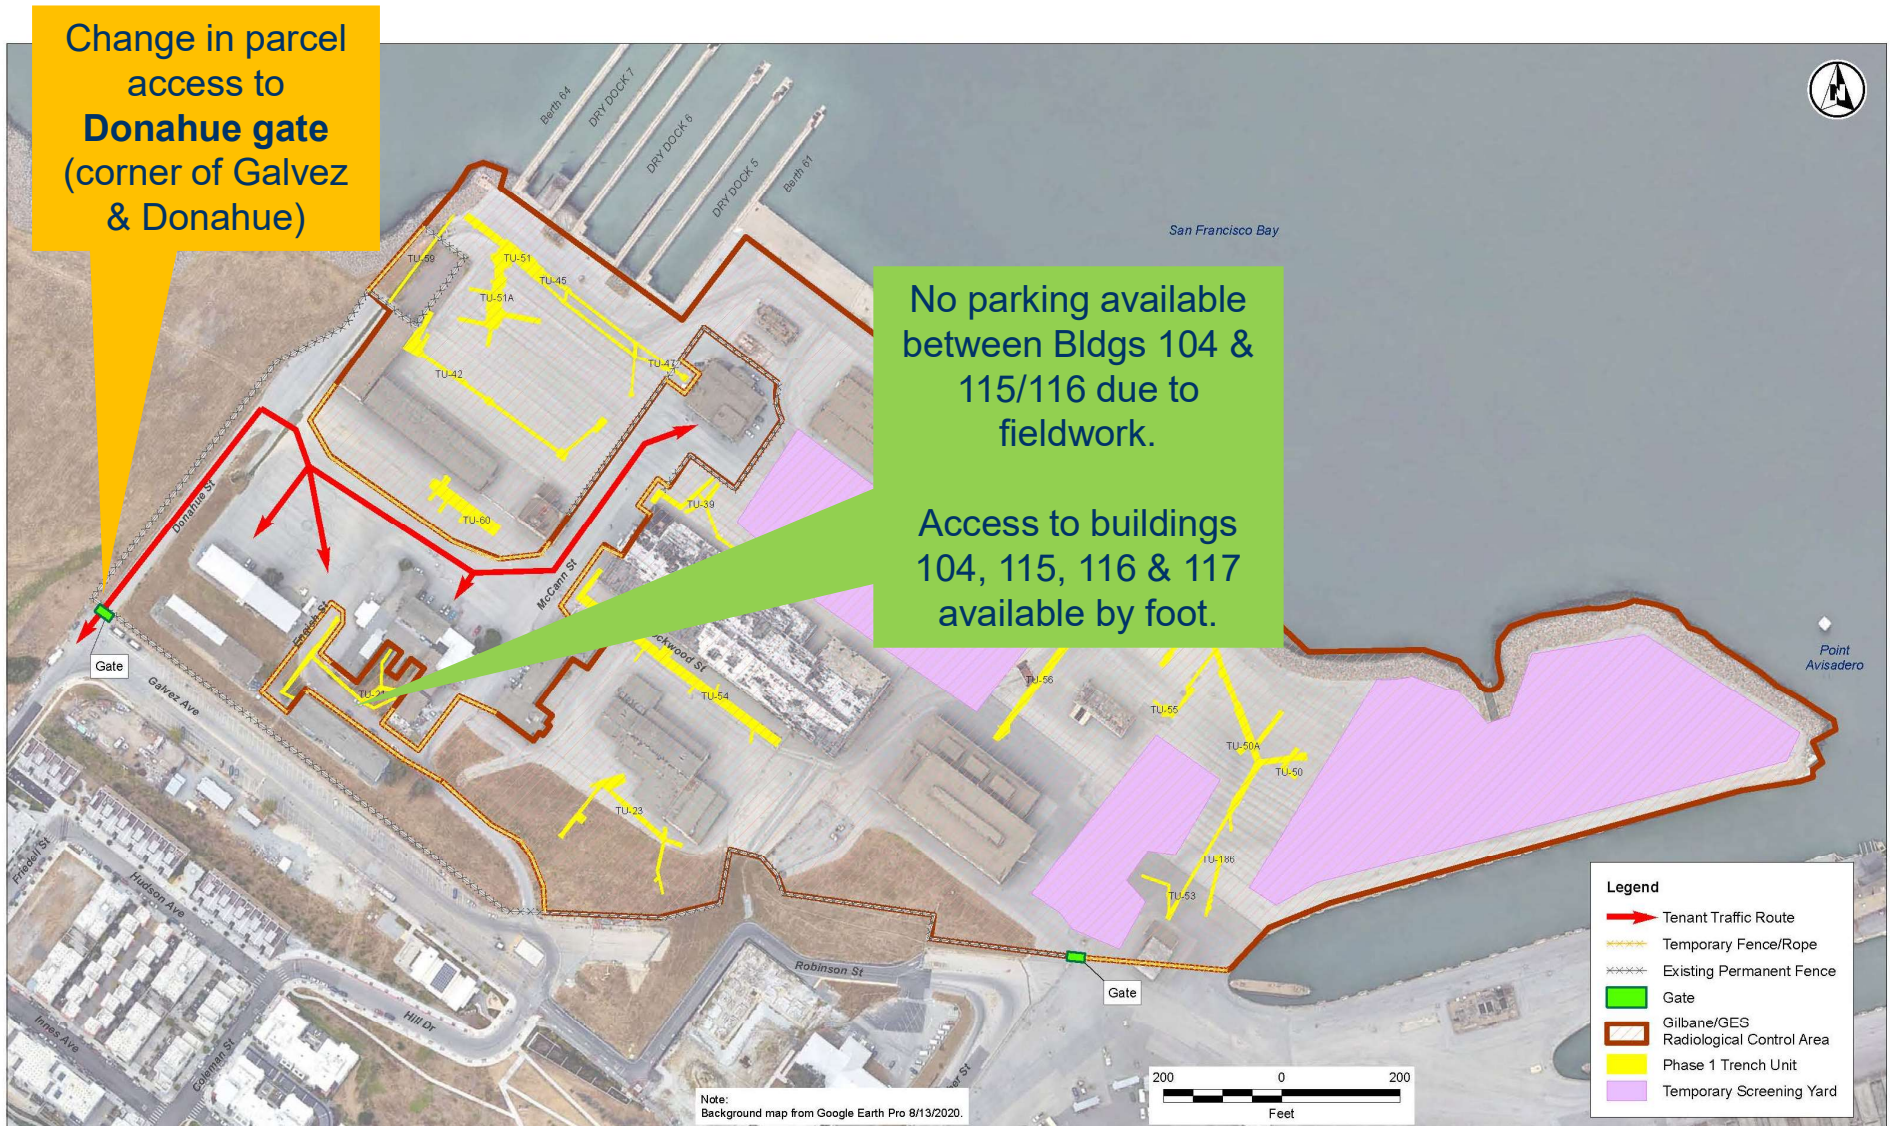 Change in parcel
access to
Donahue gate
(corner of Galvez
& Donahue)
Berth 64
DRY DOCK 7
DRY DOCK 6
DRY DOCK 5
Berth 61
N
San Francisco Bay
No parking available
between Bldgs 104 &
115/116 due to
fieldwork.
Access to buildings
104, 115, 116 & 117
available by foot.
TU-59
TU-51
TU-45
TU-51A
TU-42
TU-47
TU-60
TU-39
Donahue St
McCann St
English St
Gate
Galvez Ave
TU-21
TU-54
TU-56
TU-55
TU-50A
TU-50
TU-23
TU-186
TU-53
Point
Avisadero
Friedell St
Hudson Ave
Innes Ave
Coleman St
Hill Dr
Robinson St
Gate
Legend
Tenant Traffic Route
Temporary Fence/Rope
Existing Permanent Fence
Gate
Gilbane/GES
Radiological Control Area
Phase 1 Trench Unit
Temporary Screening Yard
Note:
Background map from Google Earth Pro 8/13/2020.
200 0 200
Feet